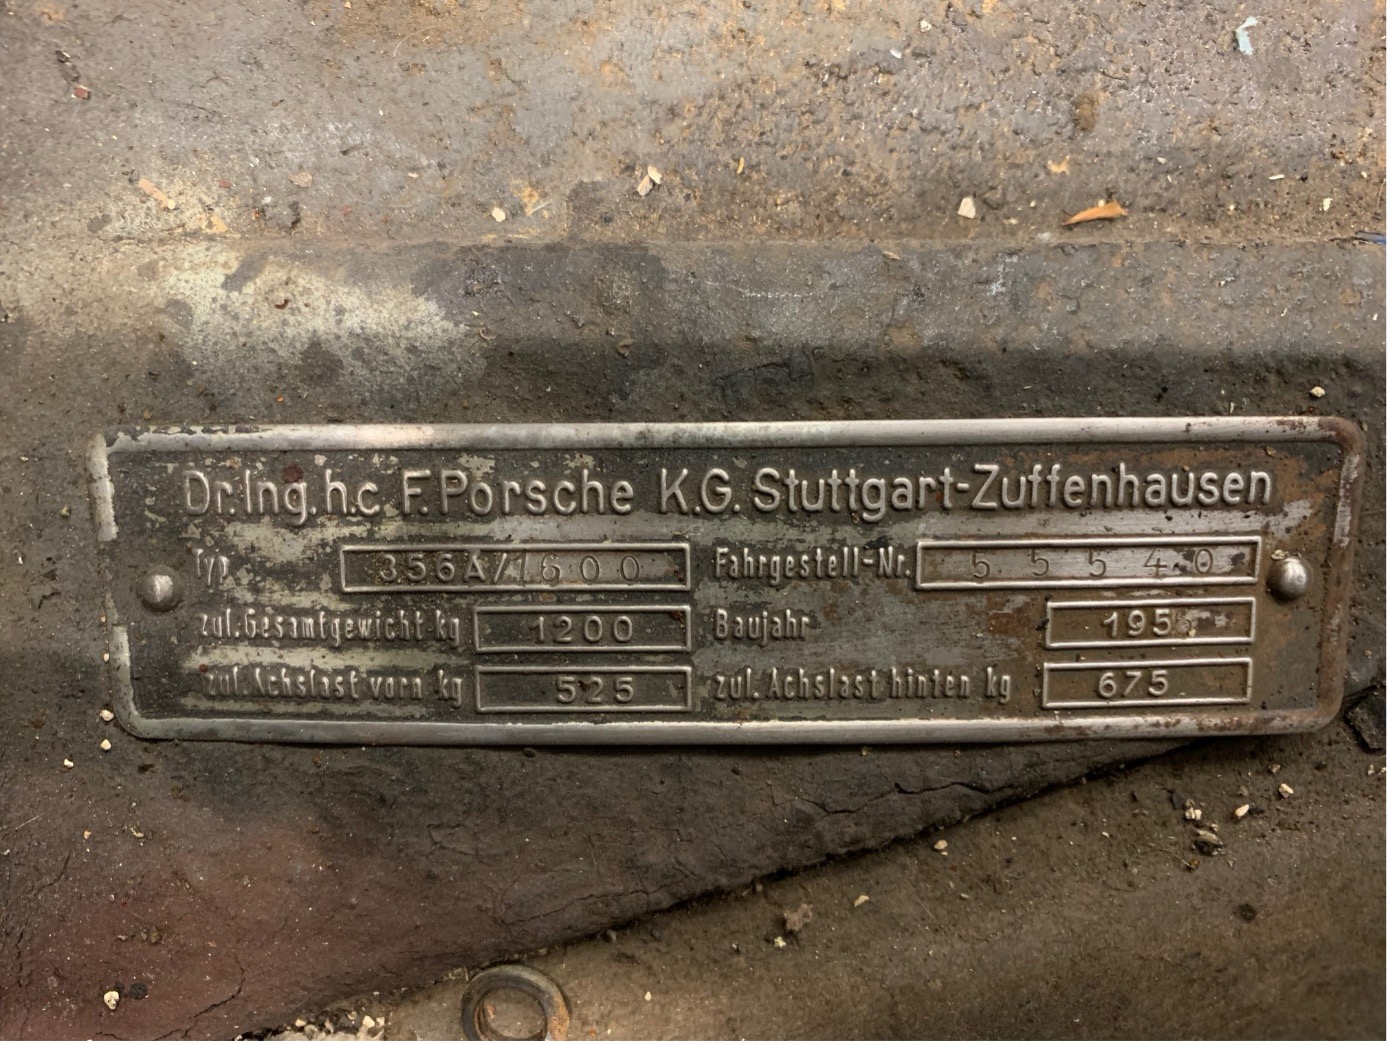 Dr.Ing.h.c F.Porsche K.G. Stuttgart-Zuffenhausen
Typ 356A/1600 Fahrgestell-Nr. 55540
zul.Gesamtgewicht kg 1200 Baujahr
zul.Achslast vorn kg 525 zul.Achslast hinten kg 675